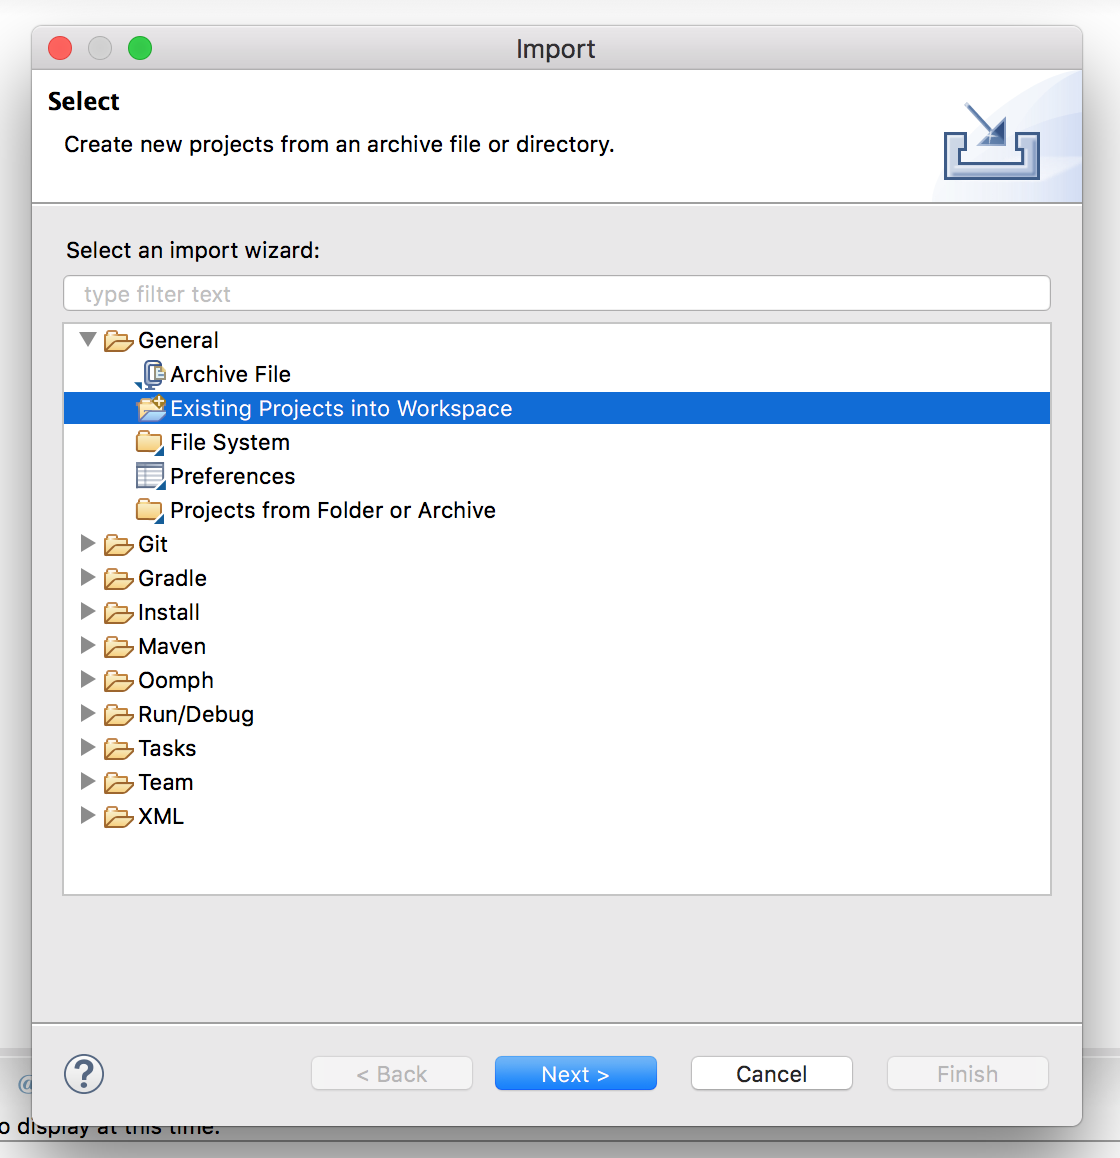 Import
Select
Create new projects from an archive file or directory.
Select an import wizard:
type filter text
General
Archive File
Existing Projects into Workspace
File System
Preferences
Projects from Folder or Archive
Git
Gradle
Install
Maven
Oomph
Run/Debug
Tasks
Team
XML
? < Back Next > Cancel Finish
@
o display at this time.